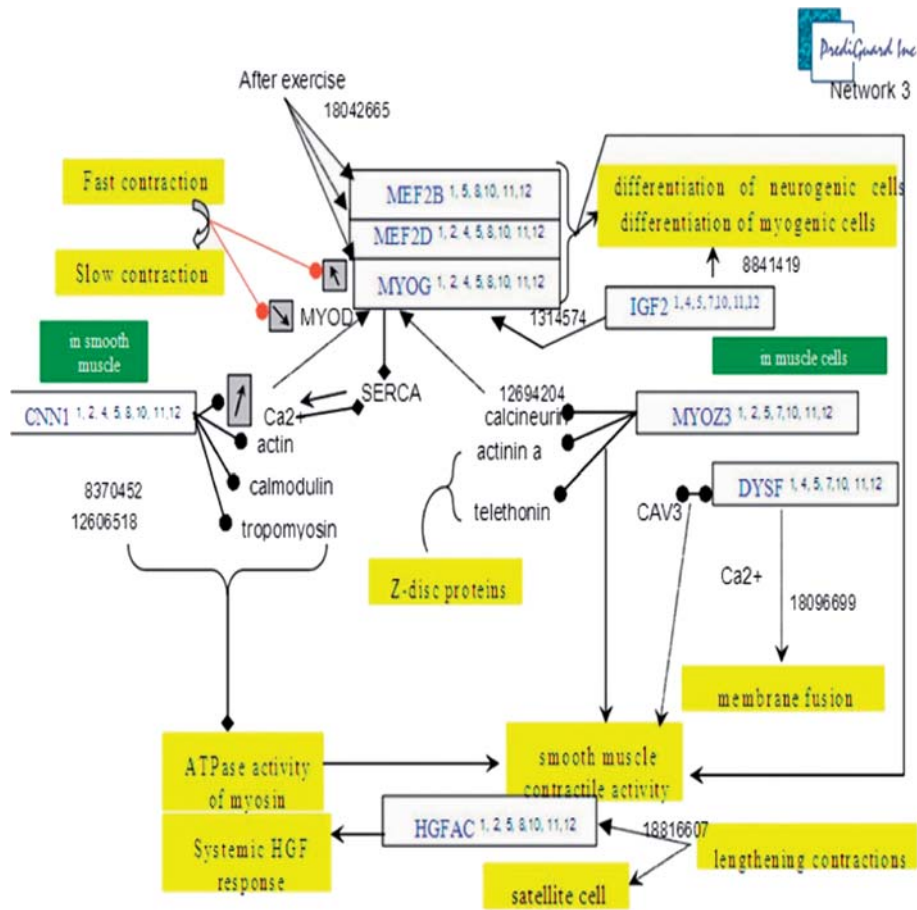 PrediGuard Inc
Network 3
After exercise
18042665
Fast contraction
Slow contraction
MEF2B 1, 5, 8,10, 11,12
MEF2D 1, 2, 4, 5, 8,10, 11,12
MYOG 1, 2, 4, 5, 8,10, 11,12
differentiation of neurogenic cells
differentiation of myogenic cells
8841419
MYOD
1314574
IGF2 1, 4, 5, 7,10, 11,12
in smooth
muscle
in muscle cells
CNN1 1, 2, 4, 5, 8,10, 11,12
Ca2+
SERCA
12694204
calcineurin
MYOZ3 1, 2, 5, 7,10, 11,12
actin
actinin a
calmodulin
telethonin
CAV3
DYSF 1, 4, 5, 7,10, 11,12
8370452
12606518
tropomyosin
Z-disc proteins
Ca2+
18096699
membrane fusion
ATPase activity
of myosin
smooth muscle
contractile activity
HGFAC 1, 2, 5, 8,10, 11,12
18816607
Systemic HGF
response
lengthening contractions
satellite cell